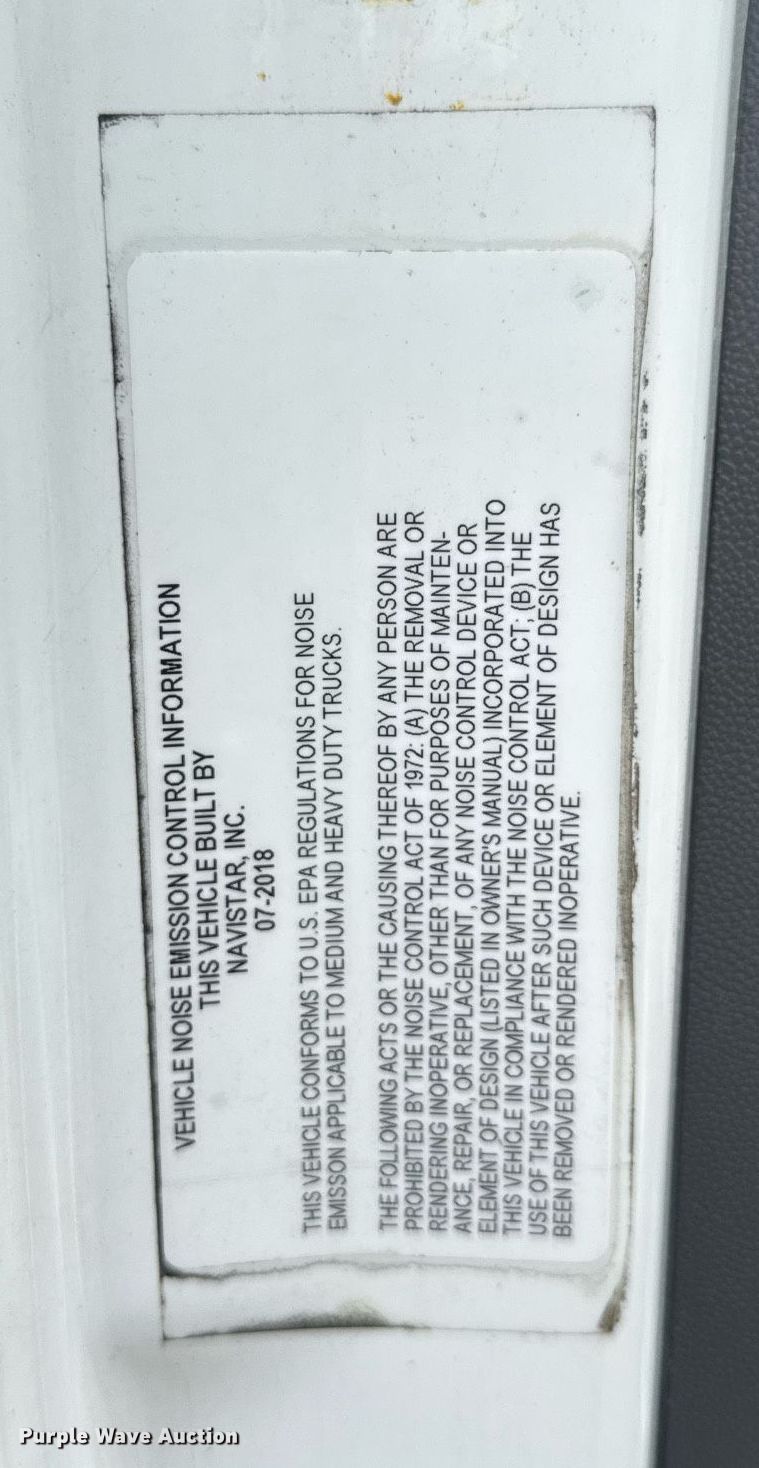 VEHICLE NOISE EMISSION CONTROL INFORMATION
THIS VEHICLE BUILT BY
NAVISTAR, INC.
07-2018
THIS VEHICLE CONFORMS TO U.S. EPA REGULATIONS FOR NOISE
EMISSON APPLICABLE TO MEDIUM AND HEAVY DUTY TRUCKS.
THE FOLLOWING ACTS OR THE CAUSING THEREOF BY ANY PERSON ARE
PROHIBITED BY THE NOISE CONTROL ACT OF 1972: (A) THE REMOVAL OR
RENDERING INOPERATIVE, OTHER THAN FOR PURPOSES OF MAINTEN-
ANCE, REPAIR, OR REPLACEMENT, OF ANY NOISE CONTROL DEVICE OR
ELEMENT OF DESIGN (LISTED IN OWNER'S MANUAL) INCORPORATED INTO
THIS VEHICLE IN COMPLIANCE WITH THE NOISE CONTROL ACT; (B) THE
USE OF THIS VEHICLE AFTER SUCH DEVICE OR ELEMENT OF DESIGN HAS
BEEN REMOVED OR RENDERED INOPERATIVE.
Purple Wave Auction